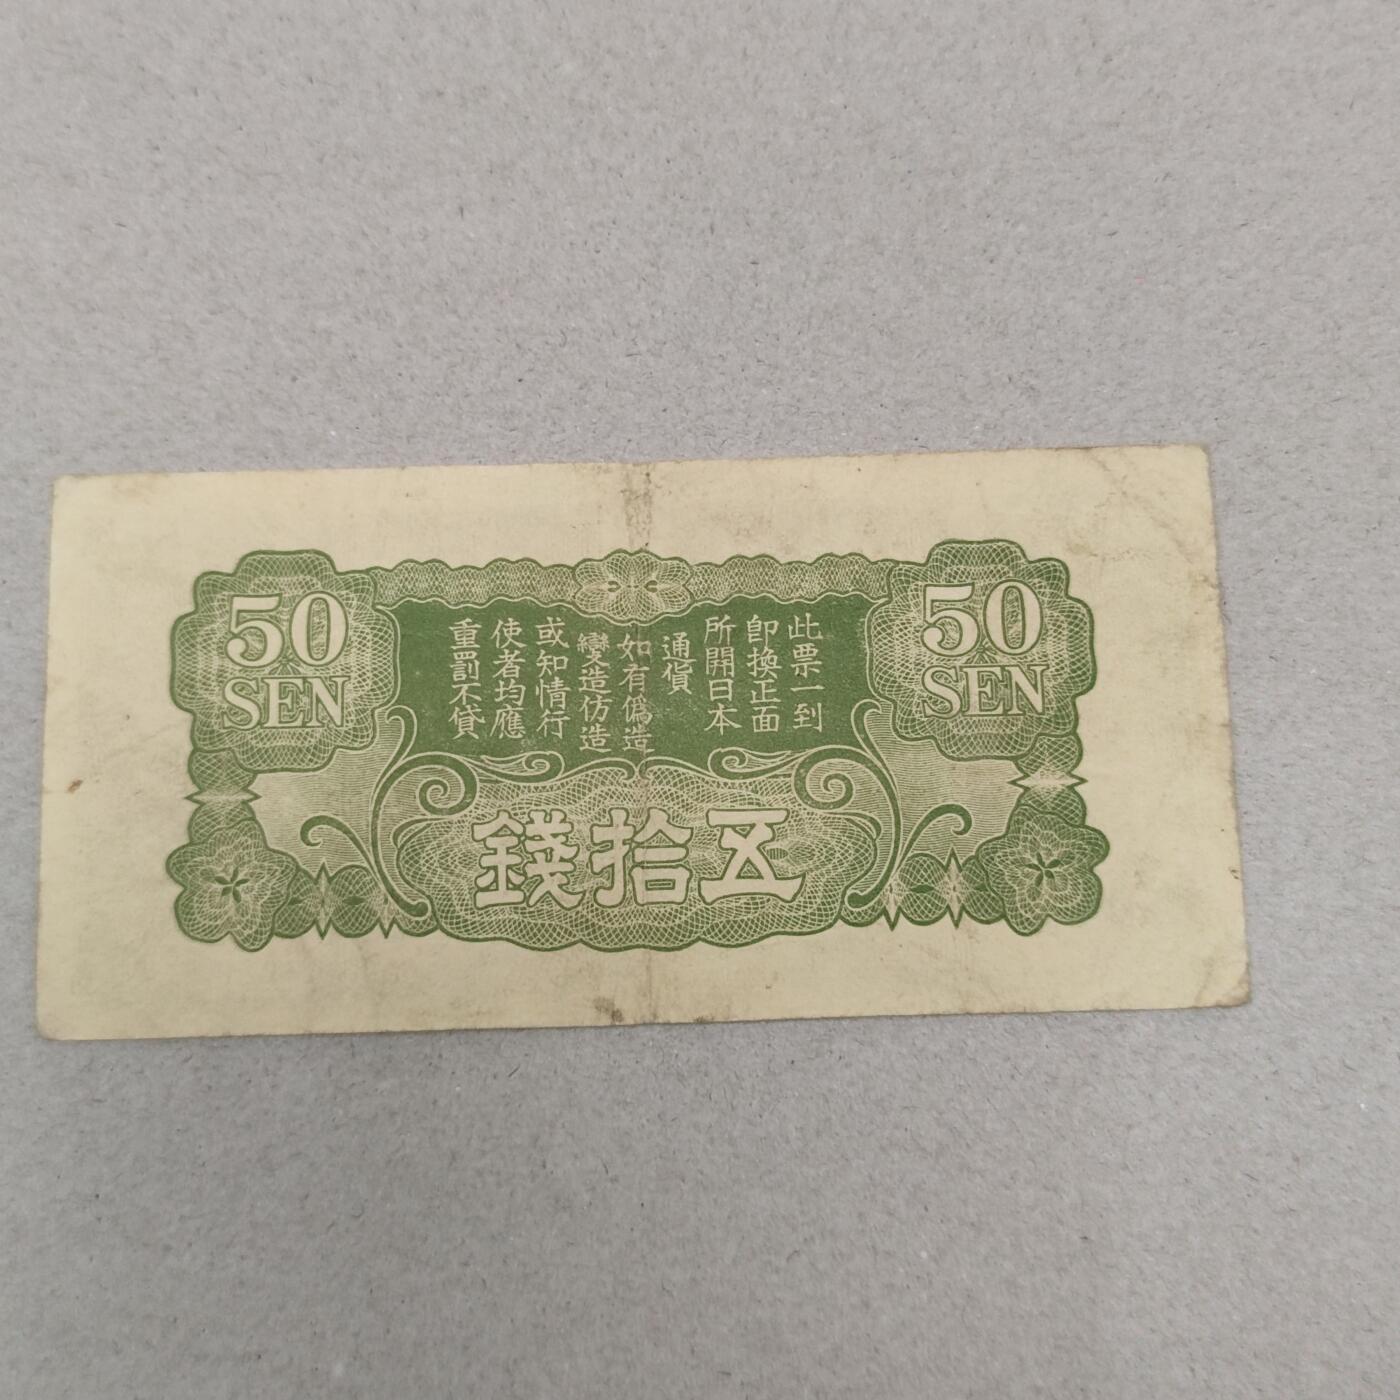 50
SEN
50
SEN
此票一到
即換正面
所開日本
通貨
如有僞造
變造仿造
或知情行
使者均應
重罰不貸
五拾錢